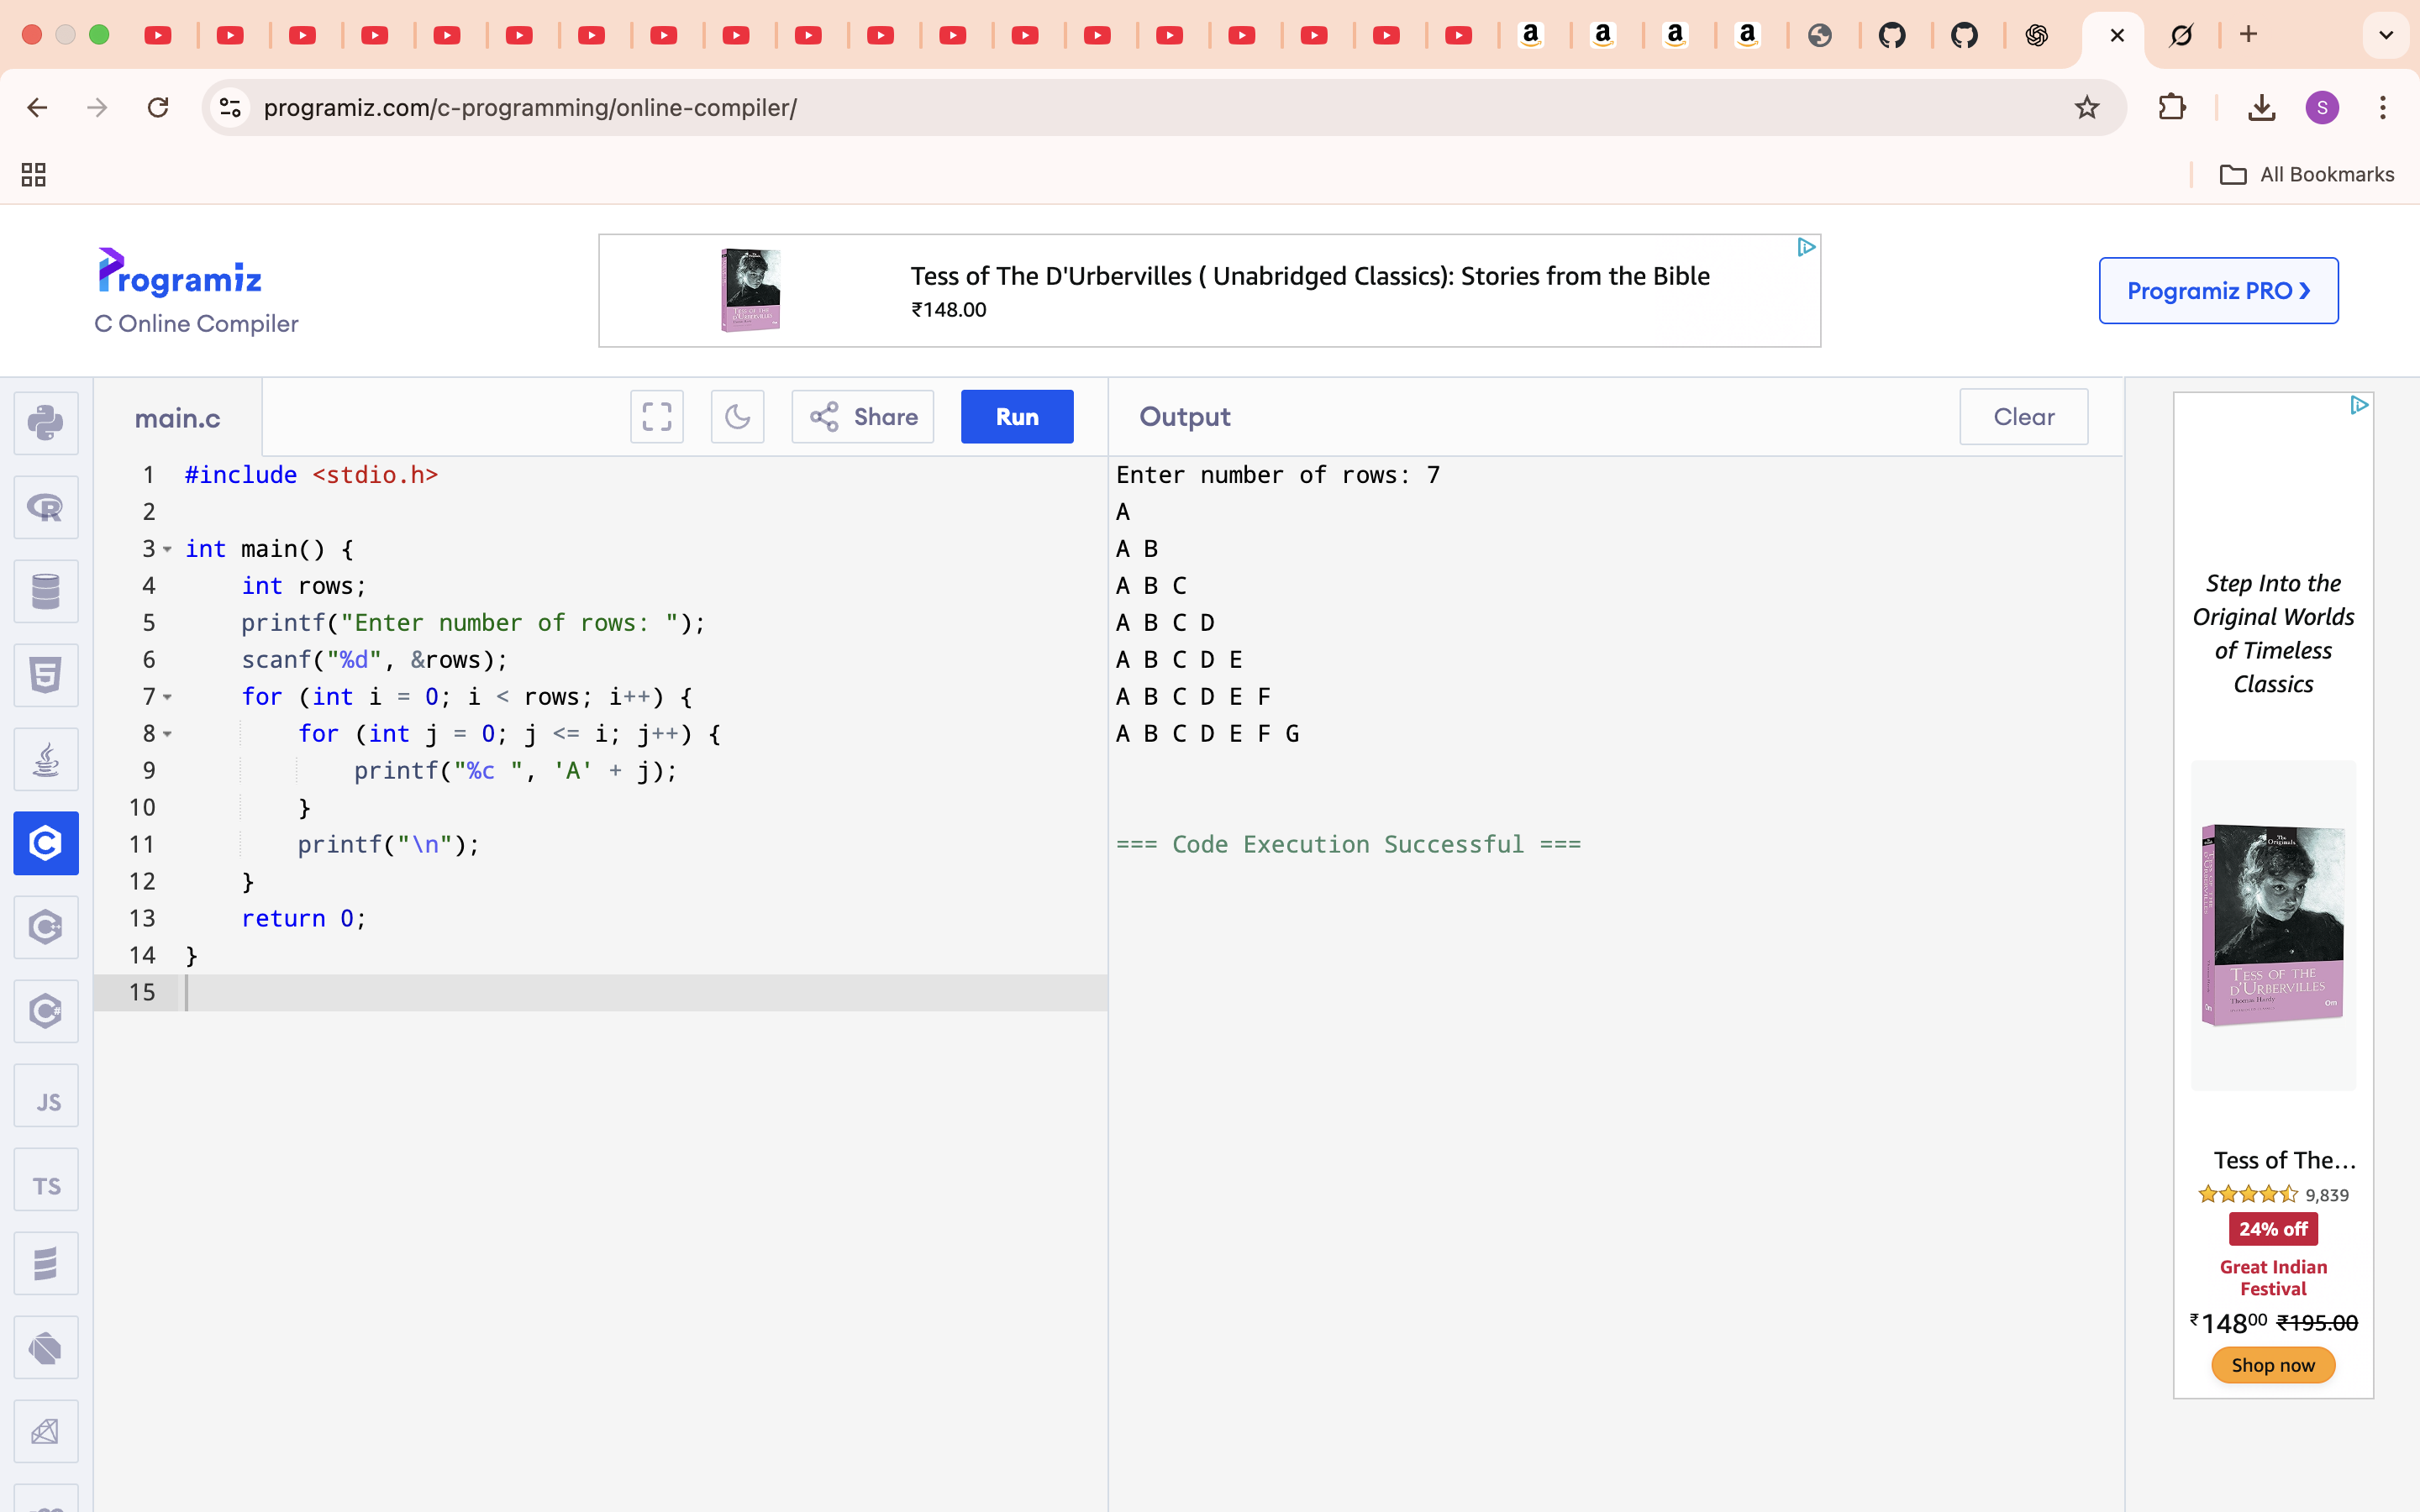 programiz.com/c-programming/online-compiler/
S
All Bookmarks
Programiz
C Online Compiler
Tess of The D'Urbervilles ( Unabridged Classics): Stories from the Bible
₹148.00
Programiz PRO ❯
main.c
Share
Run
Output
Clear
1 #include <stdio.h>
2
3 int main() {
4     int rows;
5     printf("Enter number of rows: ");
6     scanf("%d", &rows);
7     for (int i = 0; i < rows; i++) {
8         for (int j = 0; j <= i; j++) {
9             printf("%c ", 'A' + j);
10         }
11         printf("\n");
12     }
13     return 0;
14 }
15
Enter number of rows: 7
A
A B
A B C
A B C D
A B C D E
A B C D E F
A B C D E F G
=== Code Execution Successful ===
JS
TS
Step Into the
Original Worlds
of Timeless
Classics
The Originals
TESS OF THE
D'URBERVILLES
Thomas Hardy
Om
Tess of The...
9,839
24% off
Great Indian
Festival
₹14800 ₹195.00
Shop now